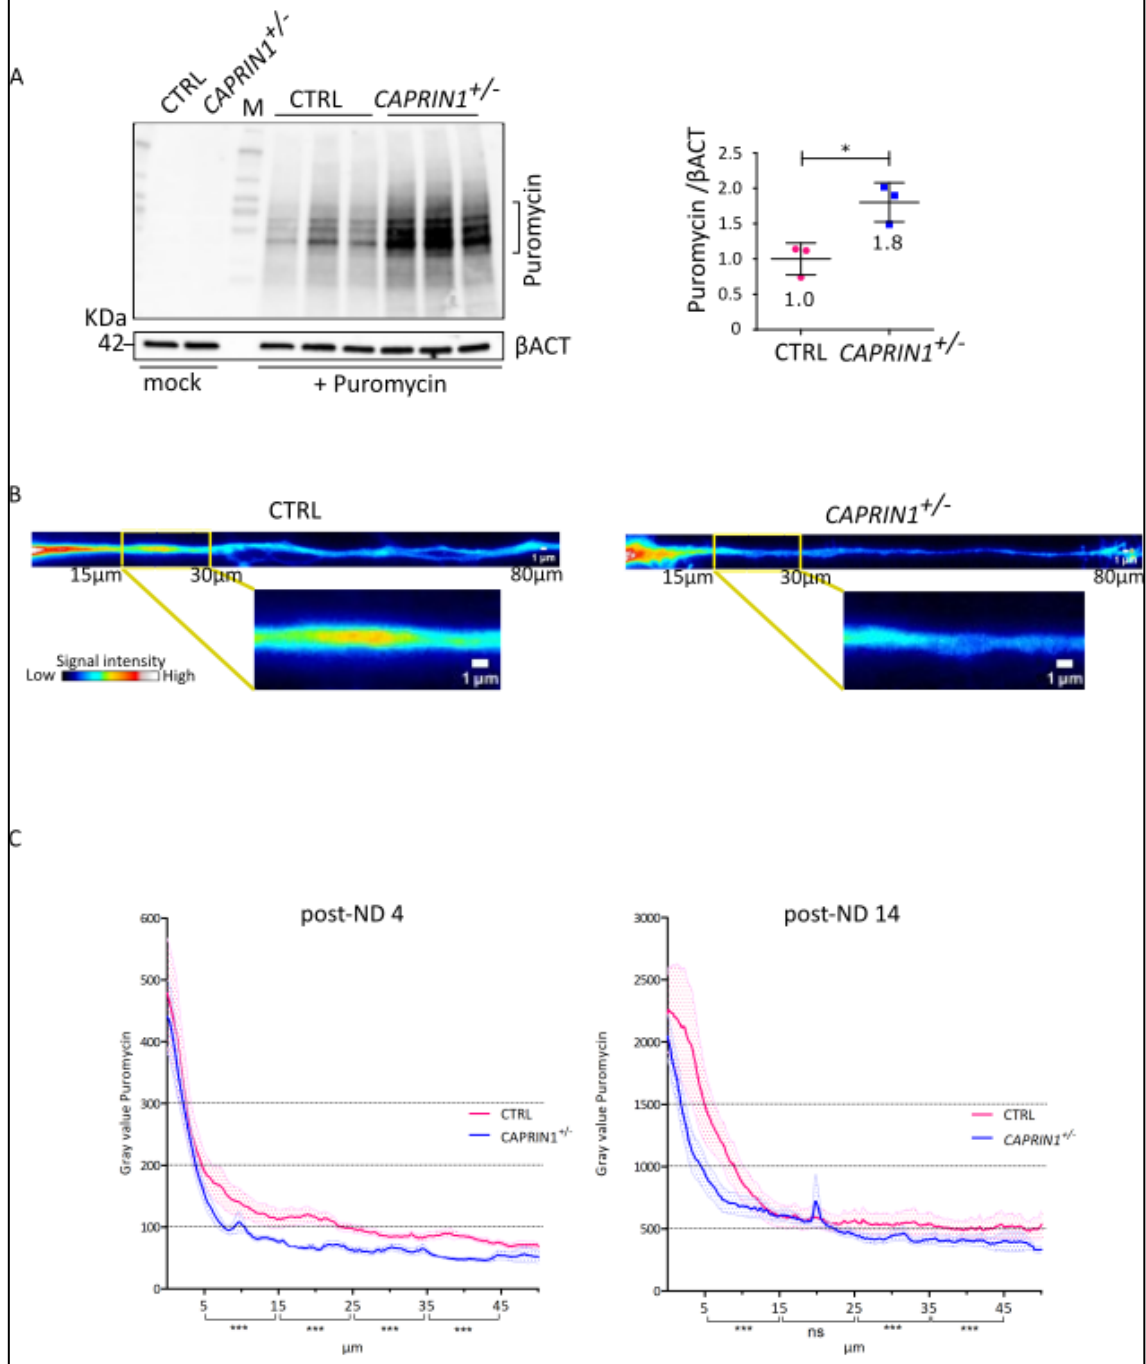 A
CTRL
CAPRIN1+/-
M
CTRL
CAPRIN1+/-
Puromycin
KDa
42
βACT
mock
+ Puromycin
Puromycin /βACT
2.5
2.0
1.5
1.0
0.5
0
*
1.0
1.8
CTRL
CAPRIN1+/-
B
CTRL
1 μm
15μm
30μm
80μm
1 μm
Signal intensity
Low
High
CAPRIN1+/-
1 μm
15μm
30μm
80μm
1 μm
C
post-ND 4
Gray value Puromycin
600
500
400
300
200
100
0
CTRL
CAPRIN1+/-
5 15 25 35 45
*** *** *** ***
μm
post-ND 14
Gray value Puromycin
3000
2500
2000
1500
1000
500
0
CTRL
CAPRIN1+/-
5 15 25 35 45
*** ns *** ***
μm